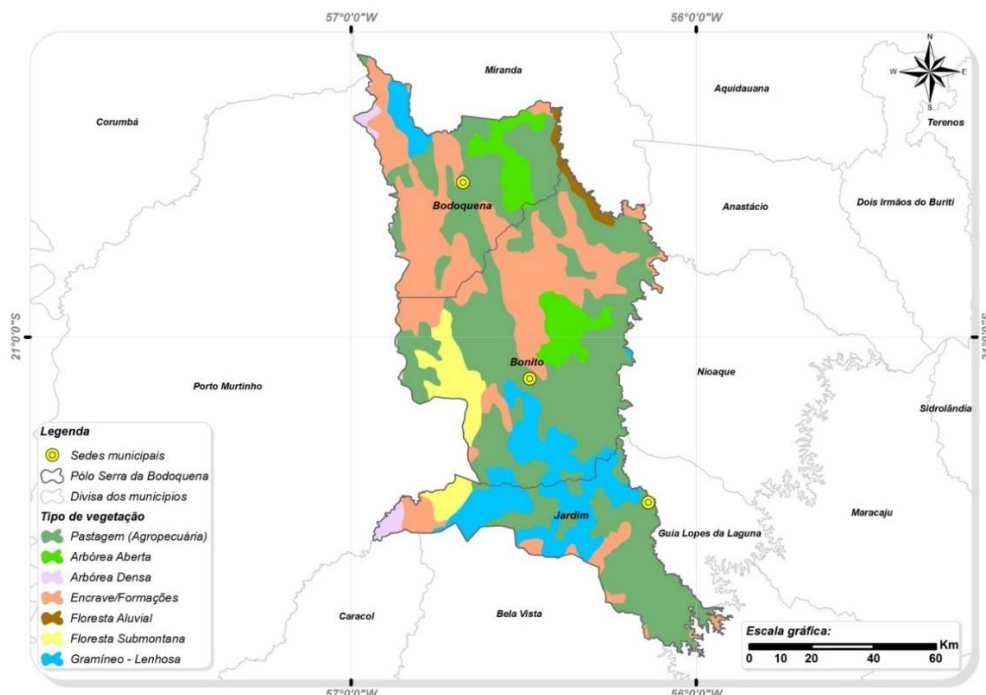 57°0'0"W
56°0'0"W
N
W
E
S
Miranda
Aquidauana
Corumbá
Terenos
Bodoquena
Anastácio
Dois Irmãos do Buriti
21°0'0"S
21°0'0"S
Bonito
Nioaque
Porto Murtinho
Sidrolândia
Legenda
Sedes municipais
Pólo Serra da Bodoquena
Divisa dos municípios
Tipo de vegetação
Pastagem (Agropecuária)
Arbórea Aberta
Arbórea Densa
Encrave/Formações
Floresta Aluvial
Floresta Submontana
Gramíneo - Lenhosa
Jardim
Maracaju
Guia Lopes da Laguna
Caracol
Bela Vista
Escala gráfica:
Km
0 10 20 40 60
57°0'0"W
56°0'0"W